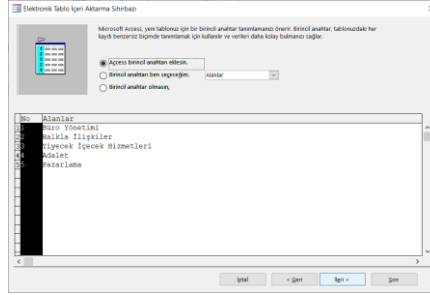 Elektronik Tablo İçeri Aktarma Sihirbazı
Microsoft Access, yeni tablonuz için bir birincil anahtar tanımlamanızı önerir. Birincil anahtar, tablonuzdaki her
kaydı benzersiz biçimde tanımlamak için kullanılır ve verileri daha kolay bulmanızı sağlar.
Access birincil anahtarı eklesin.
Birincil anahtarı ben seçeceğim. Alanlar
Birincil anahtar olmasın,
No Alanlar
1 Büro Yönetimi
2 Halkla İlişkiler
3 Yiyecek İçecek Hizmetleri
4 Adalet
5 Pazarlama
İptal < Geri İleri > Son